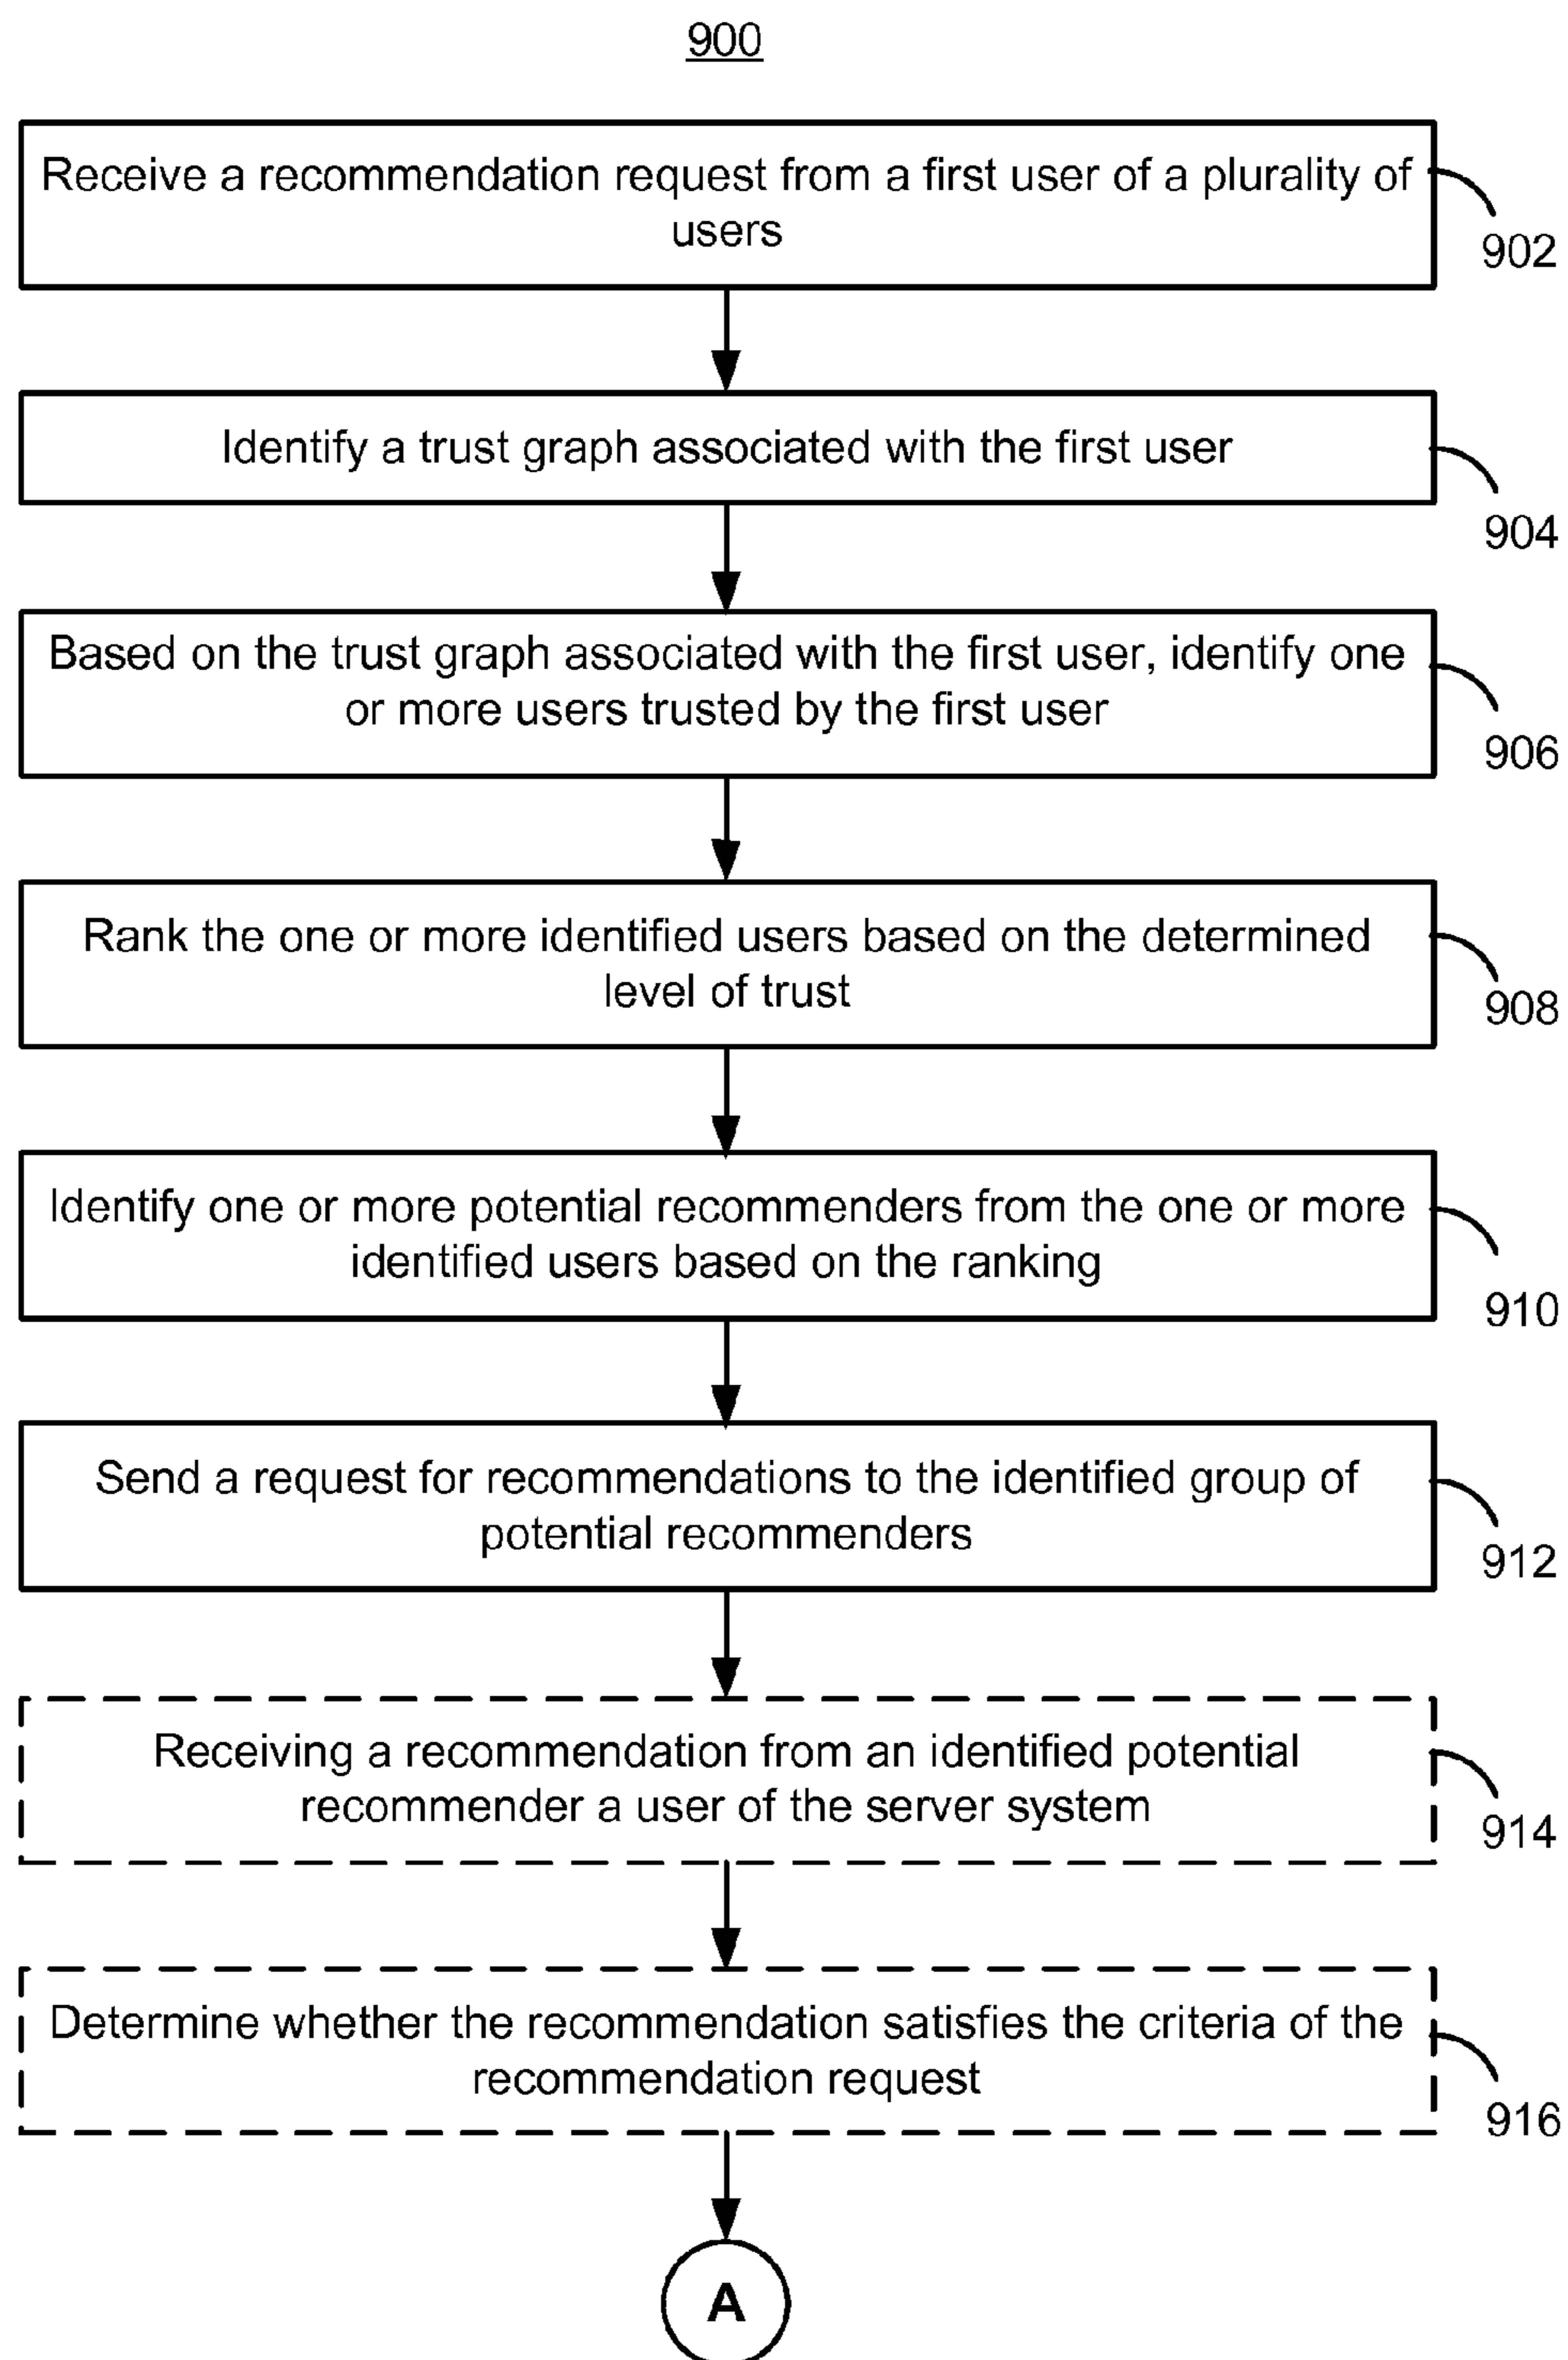 900
Receive a recommendation request from a first user of a plurality of
users
902
Identify a trust graph associated with the first user
904
Based on the trust graph associated with the first user, identify one
or more users trusted by the first user
906
Rank the one or more identified users based on the determined
level of trust
908
Identify one or more potential recommenders from the one or more
identified users based on the ranking
910
Send a request for recommendations to the identified group of
potential recommenders
912
Receiving a recommendation from an identified potential
recommender a user of the server system
914
Determine whether the recommendation satisfies the criteria of the
recommendation request
916
A